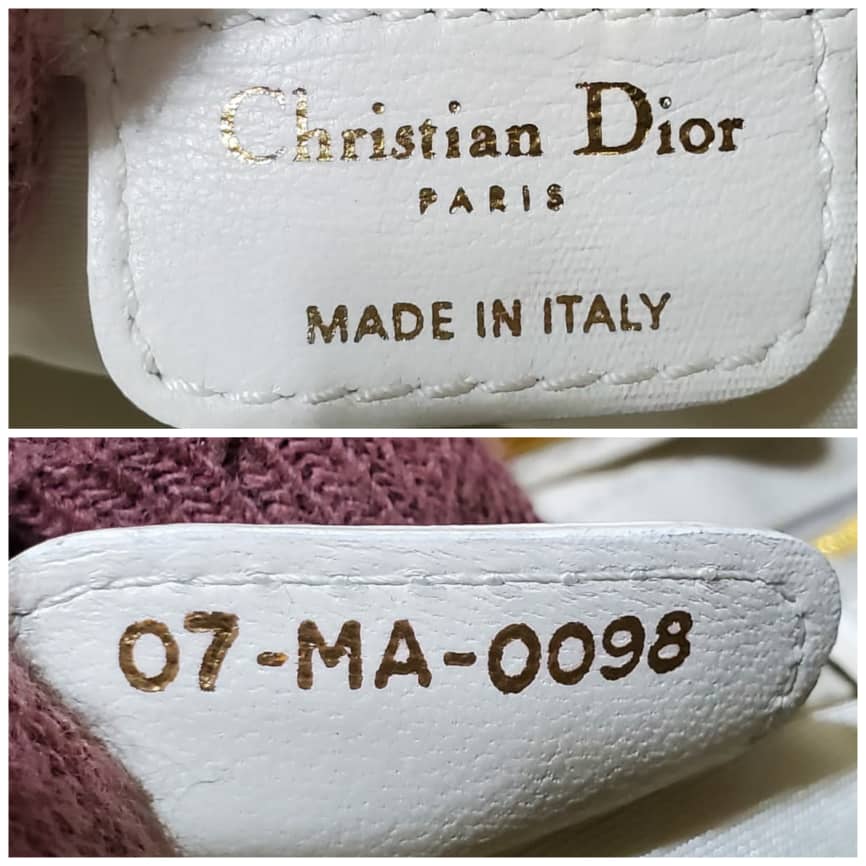 Christian Dior
PARIS
MADE IN ITALY
07-MA-0098